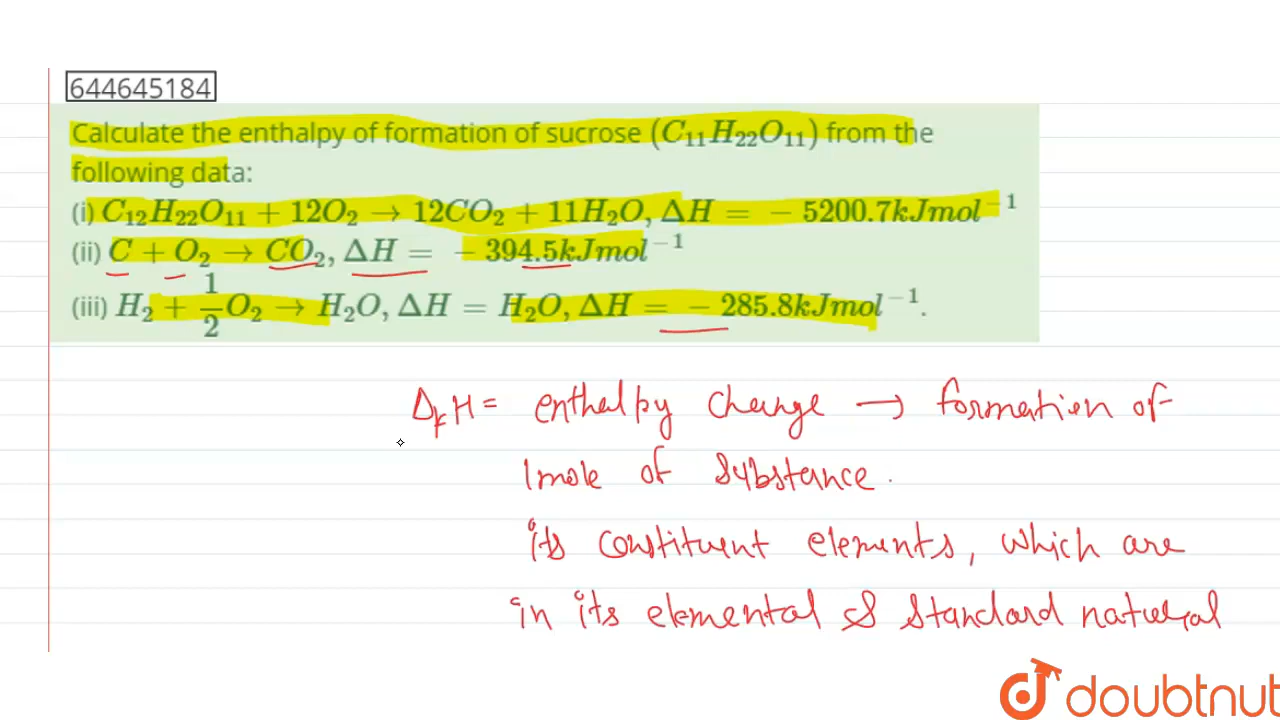 644645184
Calculate the enthalpy of formation of sucrose (C₁₁H₂₂O₁₁) from the
following data:
(i) C₁₂H₂₂O₁₁ + 12O₂ → 12CO₂ + 11H₂O, ΔH = − 5200.7kJmol⁻¹
(ii) C + O₂ → CO₂, ΔH = − 394.5kJmol⁻¹
(iii) H₂ + 1/2 O₂ → H₂O, ΔH = H₂O, ΔH = − 285.8kJmol⁻¹.
ΔfH = enthalpy change → formation of
1mole of substance.
its constituent elements, which are
in its elemental & standard natural
doubtnut